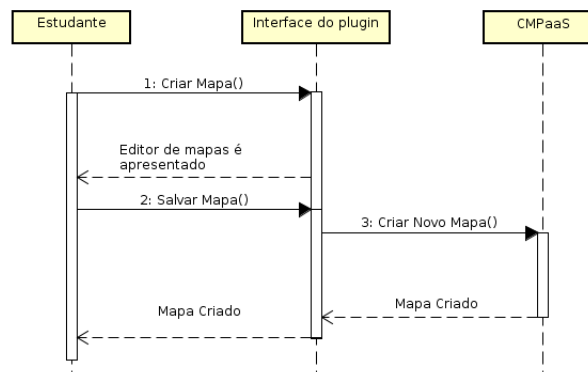 Estudante
Interface do plugin
CMPaaS
1: Criar Mapa()
Editor de mapas é
apresentado
2: Salvar Mapa()
3: Criar Novo Mapa()
Mapa Criado
Mapa Criado